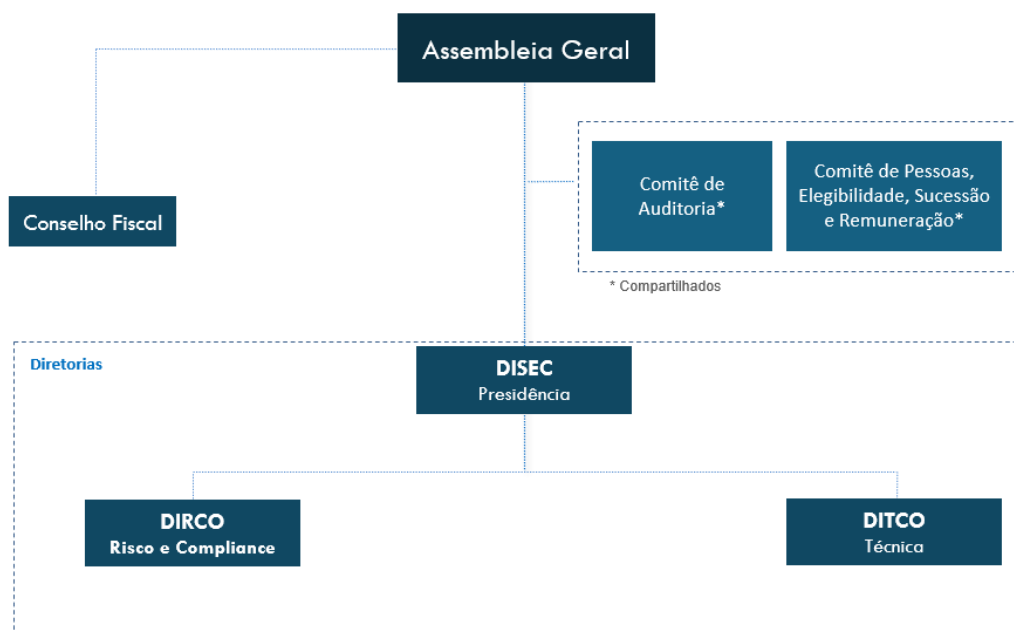 Assembleia Geral
Conselho Fiscal
Comitê de
Auditoria*
Comitê de Pessoas,
Elegibilidade, Sucessão
e Remuneração*
* Compartilhados
Diretorias
DISEC
Presidência
DIRCO
Risco e Compliance
DITCO
Técnica